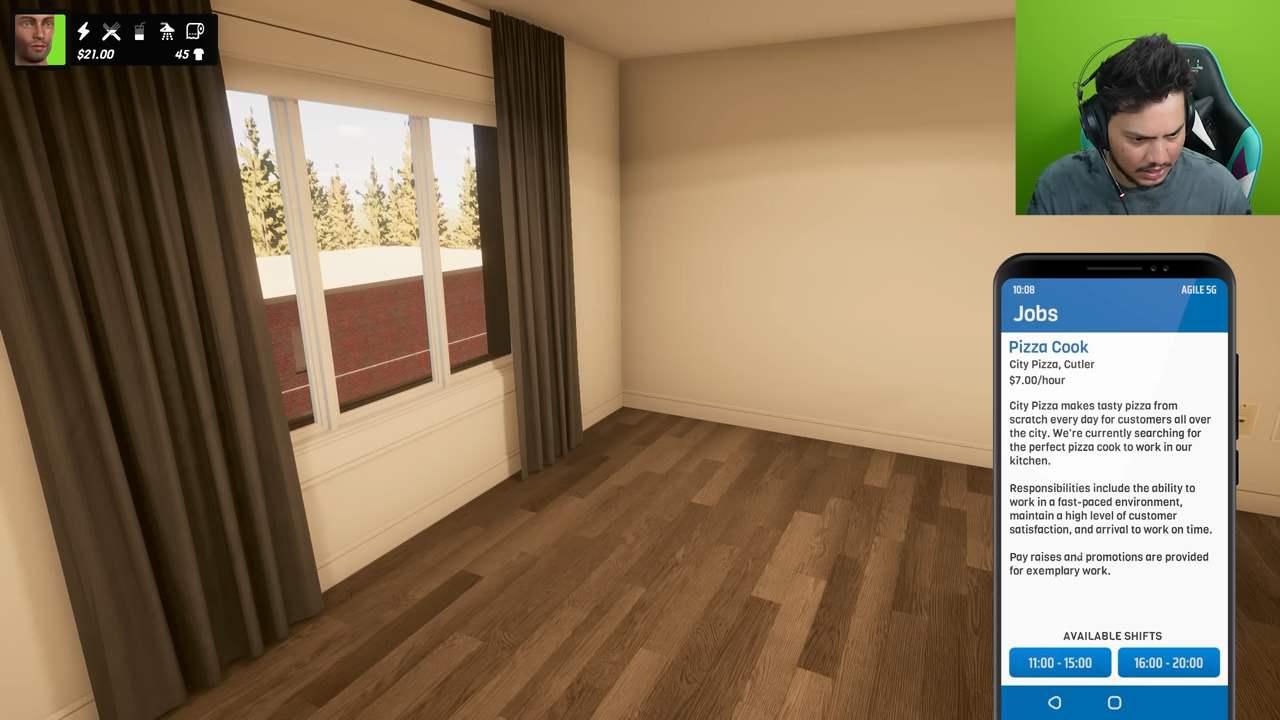 $21.00
45
10:08
AGILE 5G
Jobs
Pizza Cook
City Pizza, Cutler
$7.00/hour
City Pizza makes tasty pizza from
scratch every day for customers all over
the city. We're currently searching for
the perfect pizza cook to work in our
kitchen.
Responsibilities include the ability to
work in a fast-paced environment,
maintain a high level of customer
satisfaction, and arrival to work on time.
Pay raises and promotions are provided
for exemplary work.
AVAILABLE SHIFTS
11:00 - 15:00
16:00 - 20:00